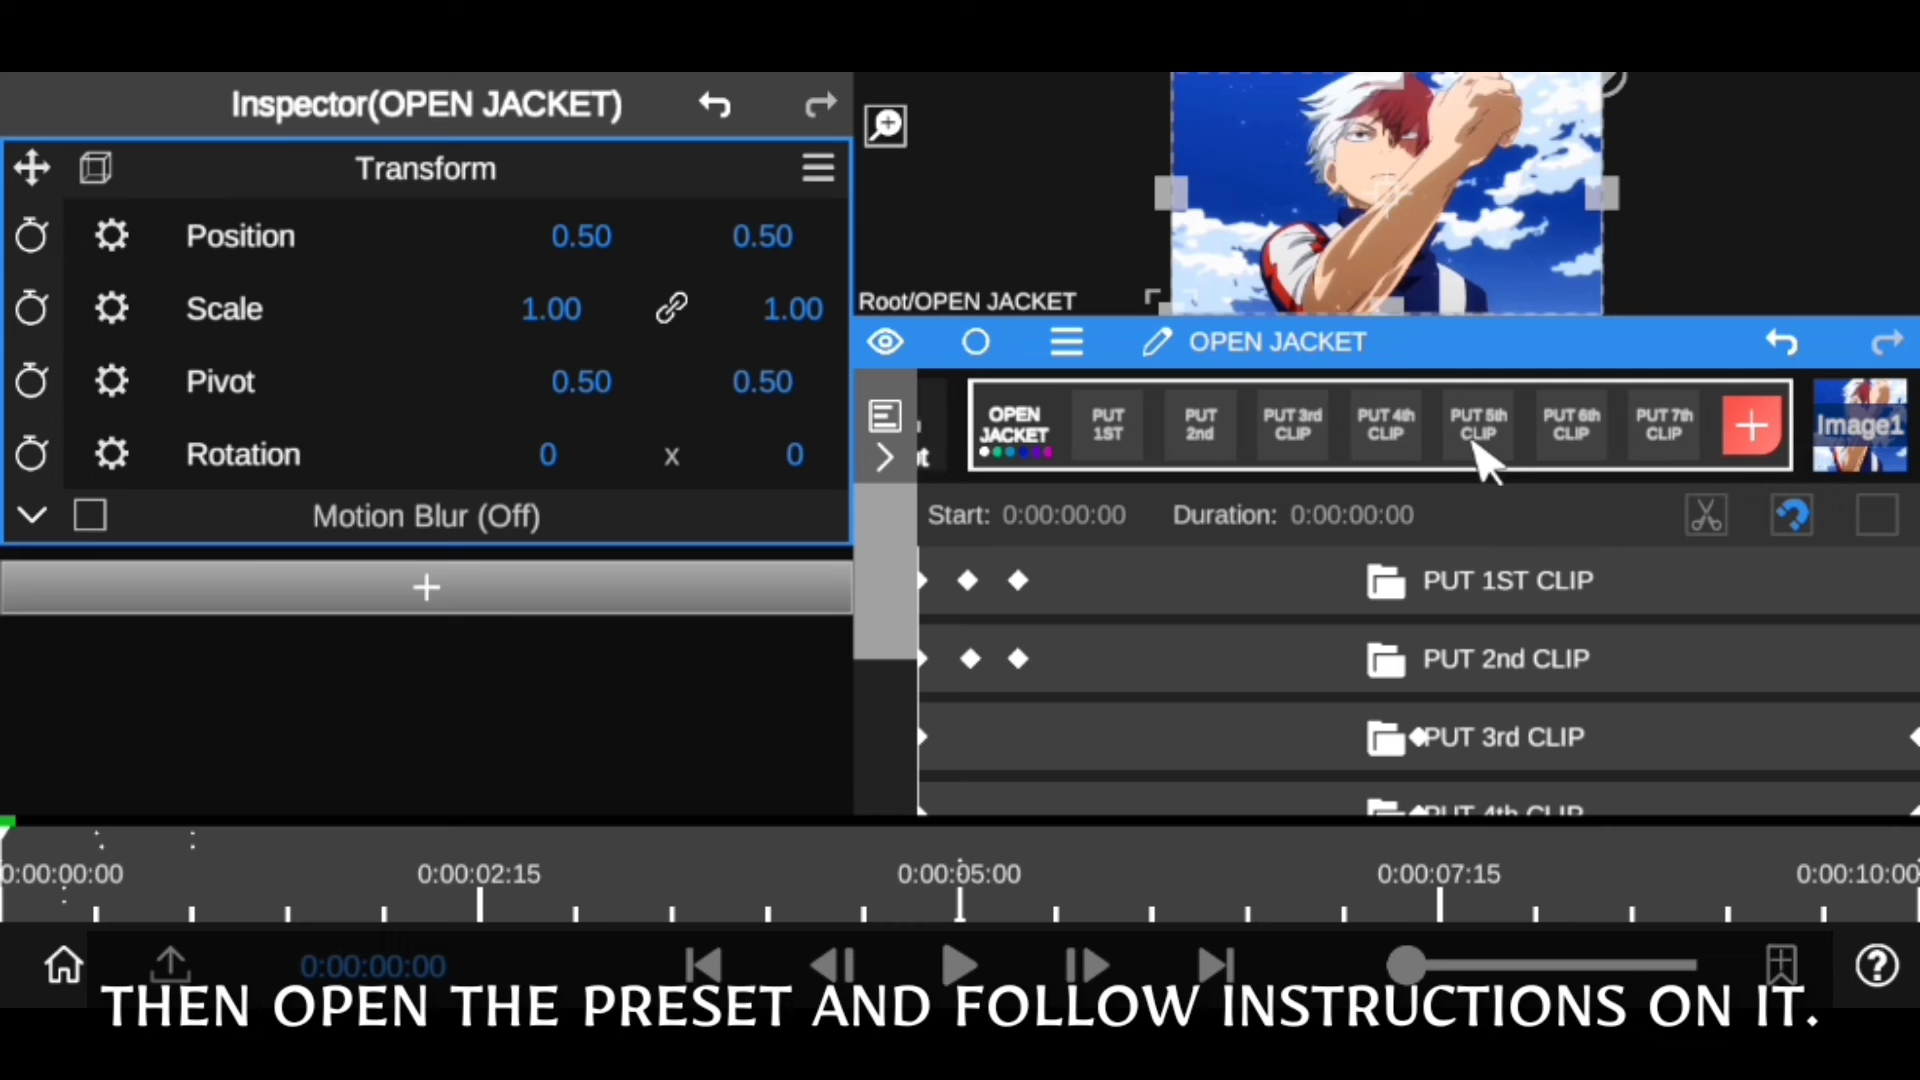 Inspector(OPEN JACKET)
Transform
Position 0.50 0.50
Scale 1.00 1.00
Pivot 0.50 0.50
Rotation 0 x 0
Motion Blur (Off)
+
Root/OPEN JACKET
OPEN JACKET
OPEN JACKET
PUT 1ST
PUT 2nd
PUT 3rd CLIP
PUT 4th CLIP
PUT 5th CLIP
PUT 6th CLIP
PUT 7th CLIP
Image1
Start: 0:00:00:00 Duration: 0:00:00:00
PUT 1ST CLIP
PUT 2nd CLIP
PUT 3rd CLIP
PUT 4th CLIP
0:00:00:00 0:00:02:15 0:00:05:00 0:00:07:15 0:00:10:00
0:00:00:00
THEN OPEN THE PRESET AND FOLLOW INSTRUCTIONS ON IT.